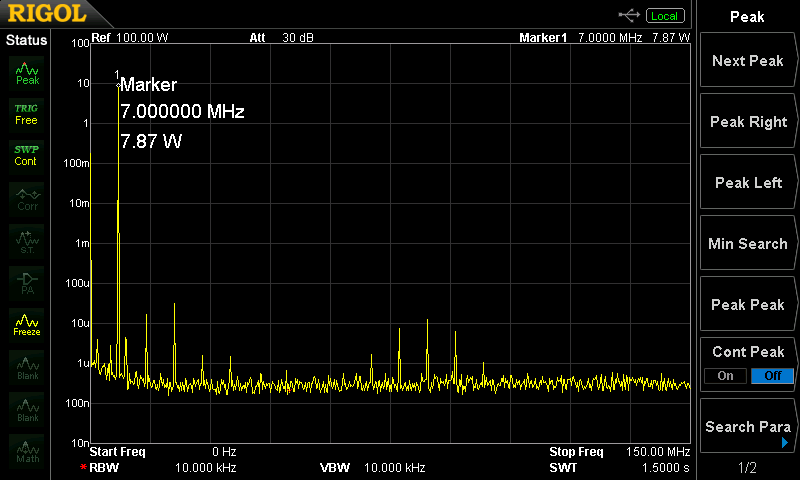 RIGOL
Local
Peak
Status
Ref 100.00 W Att 30 dB Marker1 7.0000 MHz 7.87 W
Peak
TRIG
Free
SWP
Cont
Corr
S.T.
PA
Freeze
Blank
Blank
Math
100
10
1
100m
10m
1m
100u
10u
1u
100n
10n
1
Marker
7.000000 MHz
7.87 W
Start Freq 0 Hz Stop Freq 150.00 MHz
RBW 10.000 kHz VBW 10.000 kHz SWT 1.5000 s
Next Peak
Peak Right
Peak Left
Min Search
Peak Peak
Cont Peak
On Off
Search Para
1/2